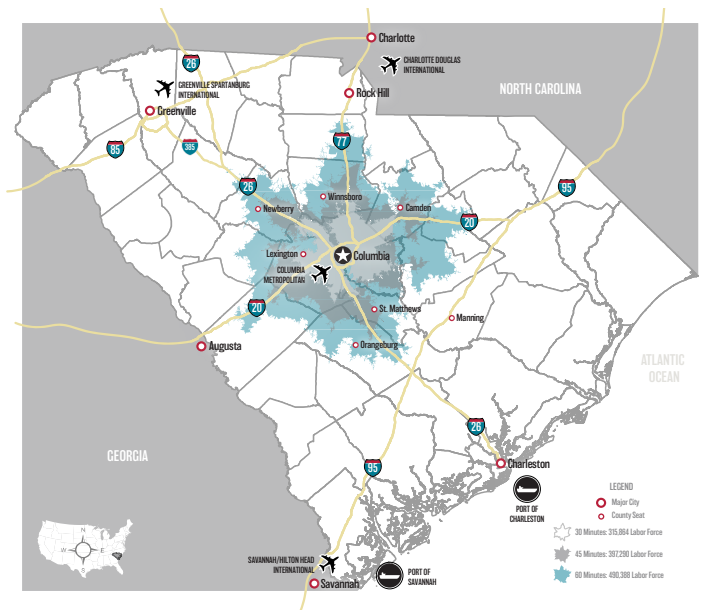 Charlotte
26
CHARLOTTE DOUGLAS
INTERNATIONAL
GREENVILLE SPARTANBURG
INTERNATIONAL
NORTH CAROLINA
Rock Hill
Greenville
77
85
385
26
95
Newberry
Winnsboro
Camden
20
Lexington
Columbia
COLUMBIA
METROPOLITAN
20
St. Matthews
Manning
Augusta
Orangeburg
ATLANTIC
OCEAN
26
GEORGIA
95
Charleston
PORT OF
CHARLESTON
LEGEND
Major City
County Seat
30 Minutes: 315,864 Labor Force
45 Minutes: 397,290 Labor Force
60 Minutes: 490,388 Labor Force
N
W
E
S
SAVANNAH/HILTON HEAD
INTERNATIONAL
Savannah
PORT OF
SAVANNAH